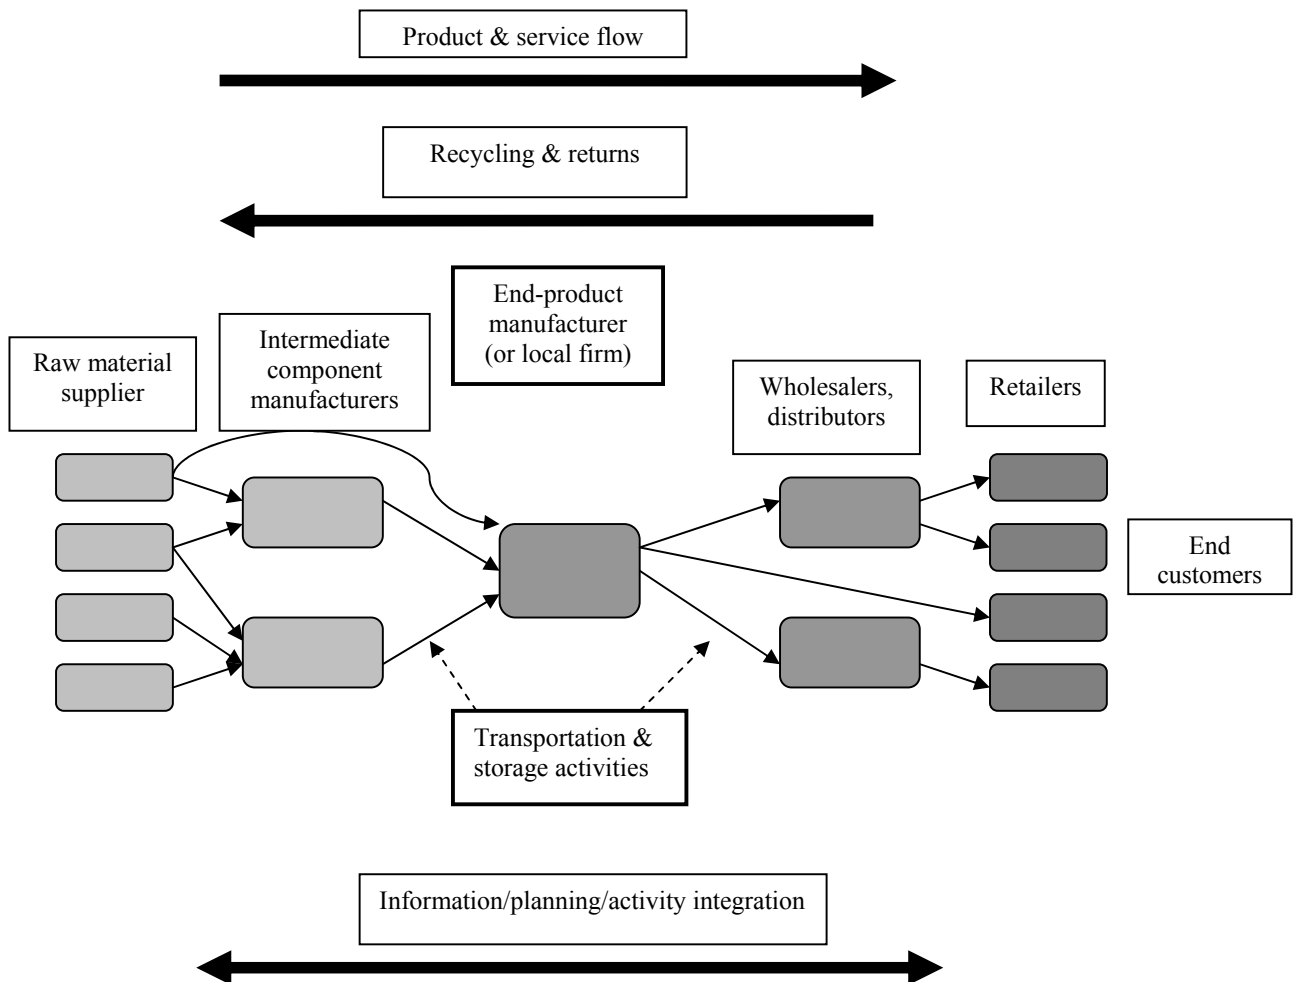 Product & service flow
Recycling & returns
End-product
manufacturer
(or local firm)
Intermediate
component
manufacturers
Raw material
supplier
Wholesalers,
distributors
Retailers
End
customers
Transportation &
storage activities
Information/planning/activity integration